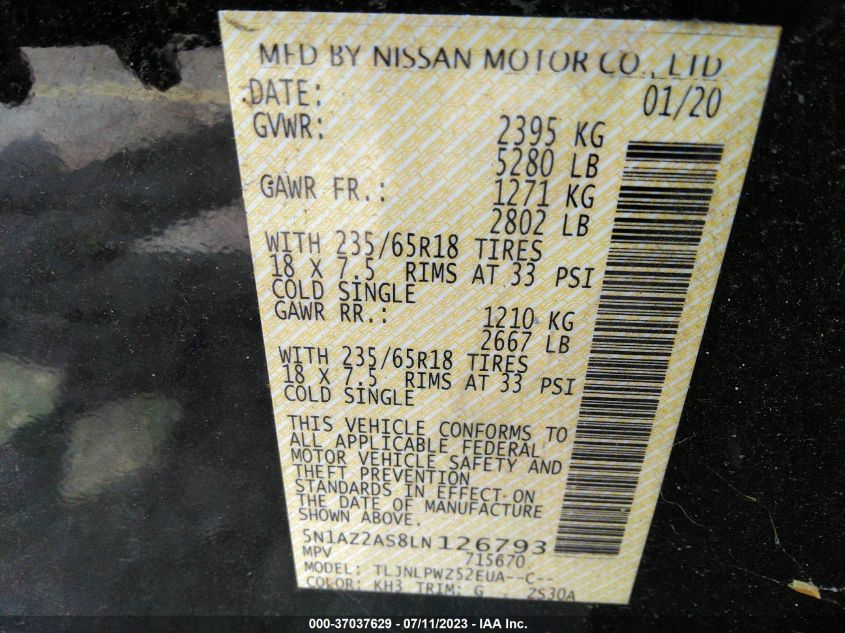 MFD BY NISSAN MOTOR CO., LTD
DATE: 01/20
GVWR: 2395 KG
5280 LB
GAWR FR.: 1271 KG
2802 LB
WITH 235/65R18 TIRES
18 X 7.5 RIMS AT 33 PSI
COLD SINGLE
GAWR RR.: 1210 KG
2667 LB
WITH 235/65R18 TIRES
18 X 7.5 RIMS AT 33 PSI
COLD SINGLE
THIS VEHICLE CONFORMS TO
ALL APPLICABLE FEDERAL
MOTOR VEHICLE SAFETY AND
THEFT PREVENTION
STANDARDS IN EFFECT ON
THE DATE OF MANUFACTURE
SHOWN ABOVE.
5N1AZ2AS8LN126793
MPV 715670
MODEL: TLJNLPWZ52EUA--C--
COLOR: KH3 TRIM: G ZS30A
000-37037629 - 07/11/2023 - IAA Inc.